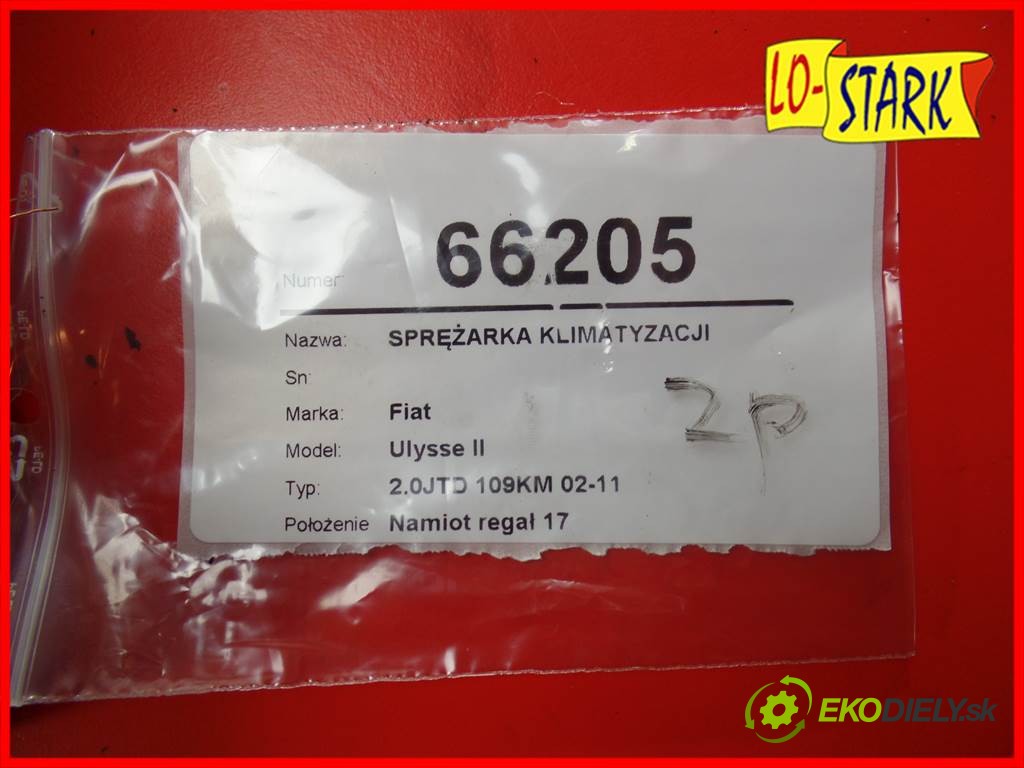 LO-STARK
Numer: 66205
Nazwa: SPRĘŻARKA KLIMATYZACJI
Sn:
Marka: Fiat
Model: Ulysse II
Typ: 2.0JTD 109KM 02-11
Położenie Namiot regał 17
2P
EKODIELY.sk